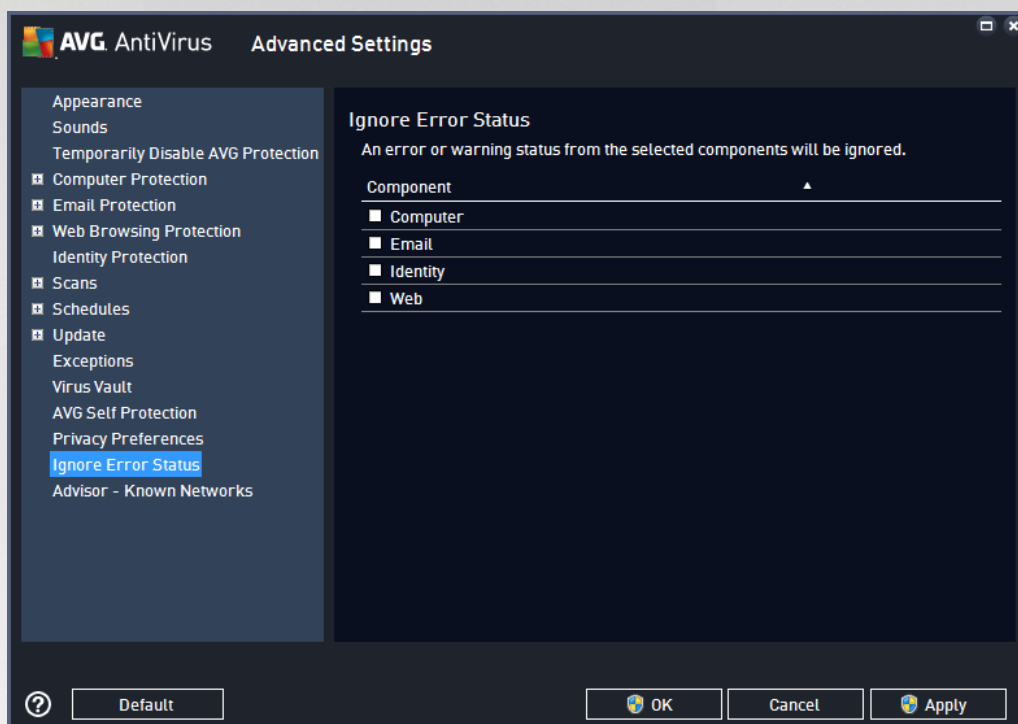 AVG. AntiVirus Advanced Settings
Appearance
Sounds
Temporarily Disable AVG Protection
Computer Protection
Email Protection
Web Browsing Protection
Identity Protection
Scans
Schedules
Update
Exceptions
Virus Vault
AVG Self Protection
Privacy Preferences
Ignore Error Status
Advisor - Known Networks
Ignore Error Status
An error or warning status from the selected components will be ignored.
Component
Computer
Email
Identity
Web
? Default OK Cancel Apply